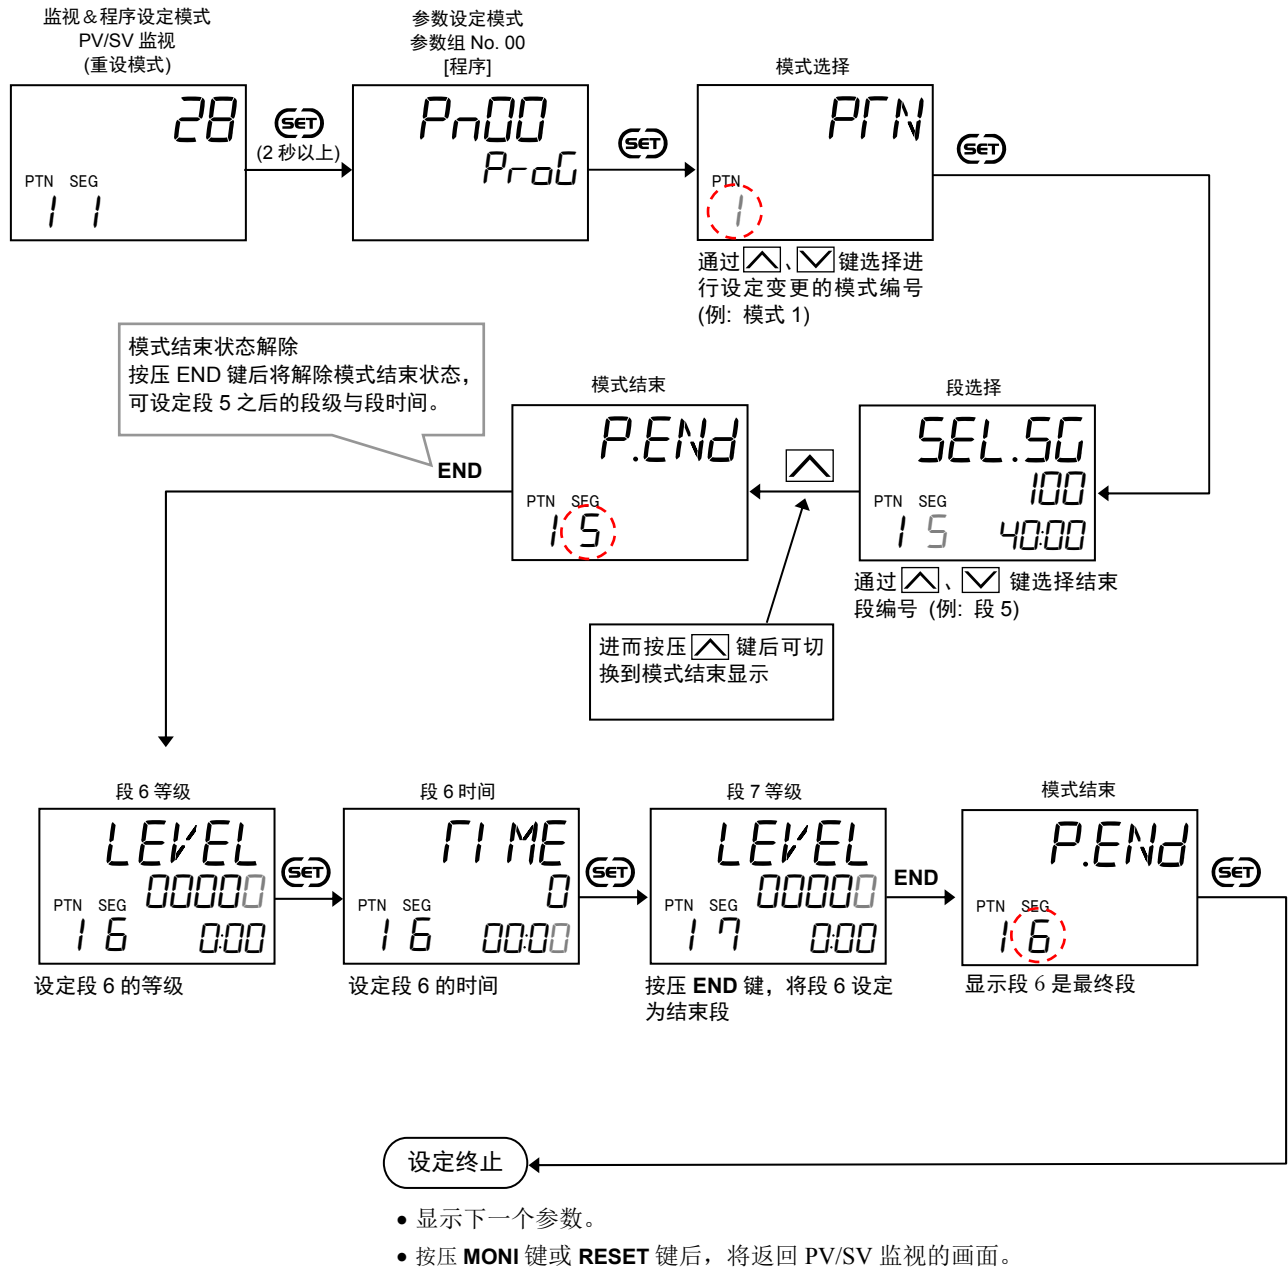 监视＆程序设定模式
PV/SV 监视
(重设模式)
28
PTN SEG
1 1
SET
(2 秒以上)
参数设定模式
参数组 No. 00
[程序]
Pn00
ProG
SET
模式选择
PTN
PTN
1
SET
通过 、 键选择进
行设定变更的模式编号
(例: 模式 1)
段选择
SEL.SG
100
PTN SEG
1 5 40:00
通过 、 键选择结束
段编号 (例: 段 5)
进而按压 键后可切
换到模式结束显示
模式结束
P.ENd
PTN SEG
1 5
模式结束状态解除
按压 END 键后将解除模式结束状态，
可设定段 5 之后的段级与段时间。
END
段 6 等级
LEVEL
00000
PTN SEG
1 6 0:00
设定段 6 的等级
SET
段 6 时间
TIME
0
PTN SEG
1 6 00:00
设定段 6 的时间
SET
段 7 等级
LEVEL
00000
PTN SEG
1 7 0:00
按压 END 键，将段 6 设定
为结束段
END
模式结束
P.ENd
PTN SEG
1 6
显示段 6 是最终段
SET
设定终止
• 显示下一个参数。
• 按压 MONI 键或 RESET 键后，将返回 PV/SV 监视的画面。